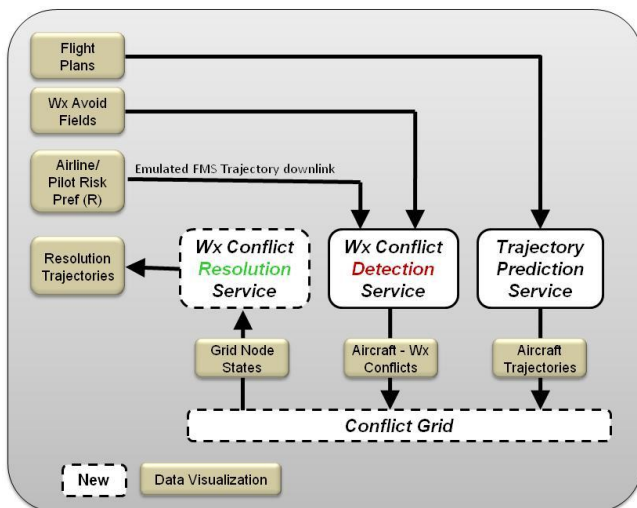 Flight
Plans
Wx Avoid
Fields
Airline/
Pilot Risk
Pref (R)
Emulated FMS Trajectory downlink
Resolution
Trajectories
Wx Conflict
Resolution
Service
Wx Conflict
Detection
Service
Trajectory
Prediction
Service
Grid Node
States
Aircraft - Wx
Conflicts
Aircraft
Trajectories
Conflict Grid
New
Data Visualization